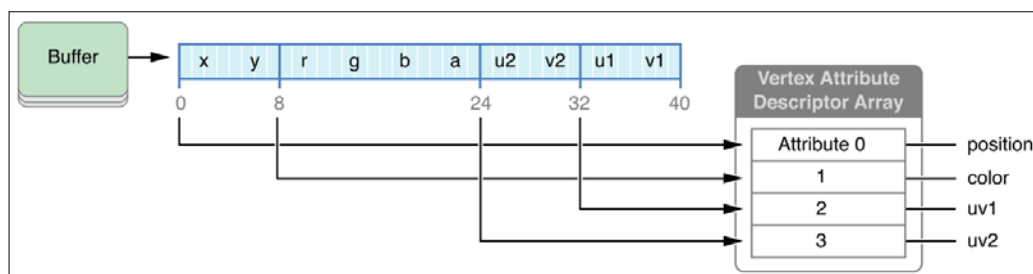 Buffer
x y r g b a u2 v2 u1 v1
0 8 24 32 40
Vertex Attribute
Descriptor Array
Attribute 0 position
1 color
2 uv1
3 uv2